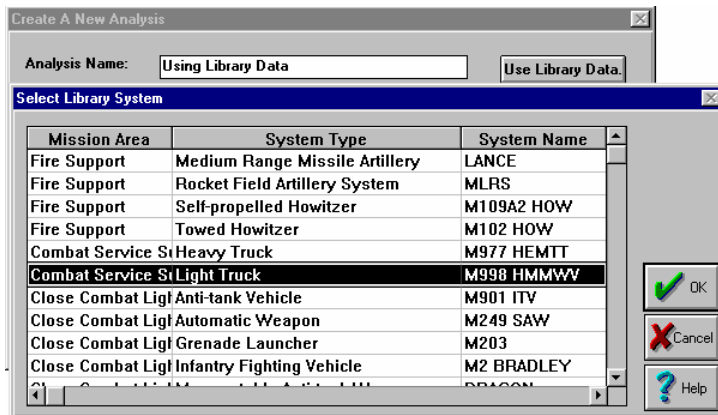 Create A New Analysis
Analysis Name: Using Library Data Use Library Data.
Select Library System
Mission Area System Type System Name
Fire Support Medium Range Missile Artillery LANCE
Fire Support Rocket Field Artillery System MLRS
Fire Support Self-propelled Howitzer M109A2 HOW
Fire Support Towed Howitzer M102 HOW
Combat Service Su Heavy Truck M977 HEMTT
Combat Service Su Light Truck M998 HMMWV
Close Combat Ligh Anti-tank Vehicle M901 ITV
Close Combat Ligh Automatic Weapon M249 SAW
Close Combat Ligh Grenade Launcher M203
Close Combat Ligh Infantry Fighting Vehicle M2 BRADLEY
OK
Cancel
Help